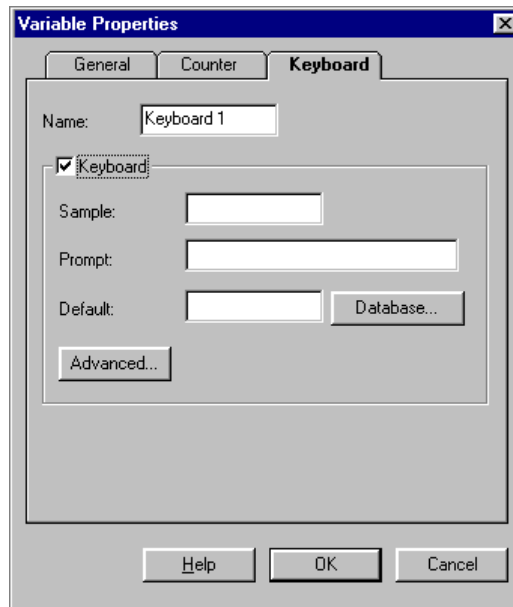 Variable Properties
General Counter Keyboard
Name: Keyboard 1
Keyboard
Sample:
Prompt:
Default: Database...
Advanced...
Help OK Cancel